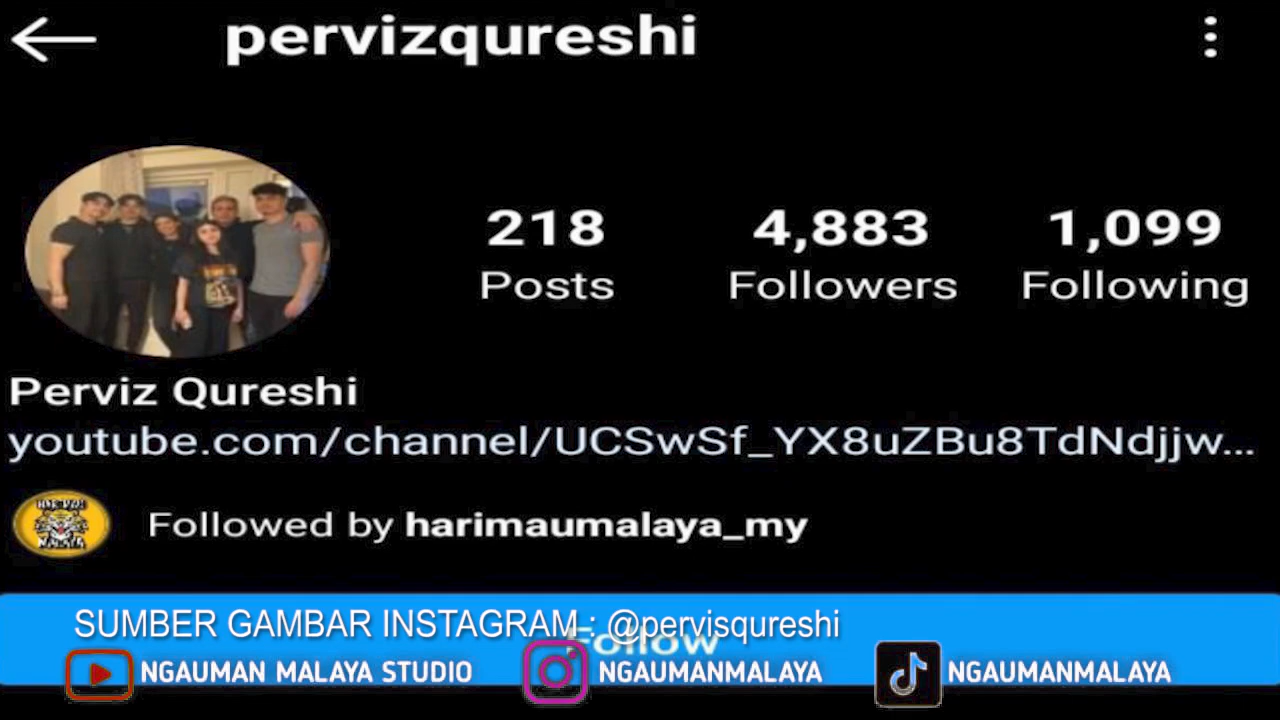 pervizqureshi
218
4,883
1,099
Posts
Followers
Following
Perviz Qureshi
youtube.com/channel/UCSwSf_YX8uZBu8TdNdjjw...
Followed by harimaumalaya_my
SUMBER GAMBAR INSTAGRAM : @pervisqureshi
Follow
NGAUMAN MALAYA STUDIO
NGAUMANMALAYA
NGAUMANMALAYA